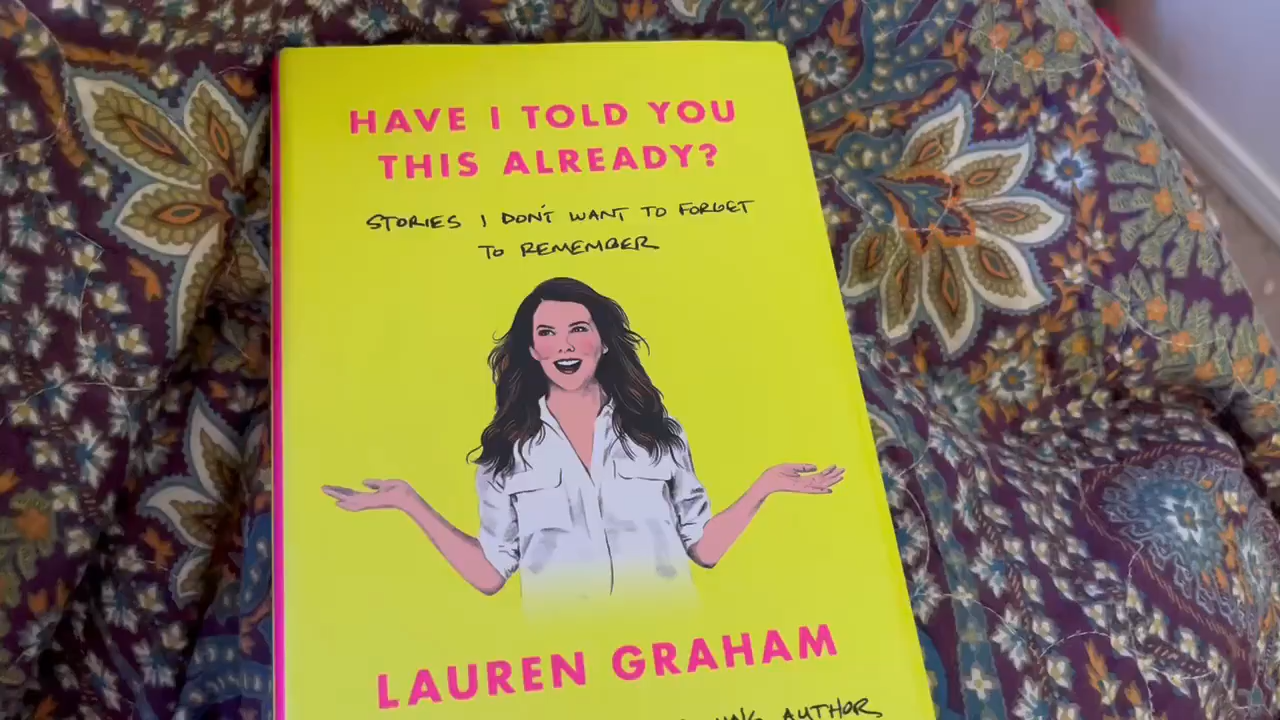 HAVE I TOLD YOU
THIS ALREADY?
STORIES I DON'T WANT TO FORGET
TO REMEMBER
LAUREN GRAHAM
AUTHOR